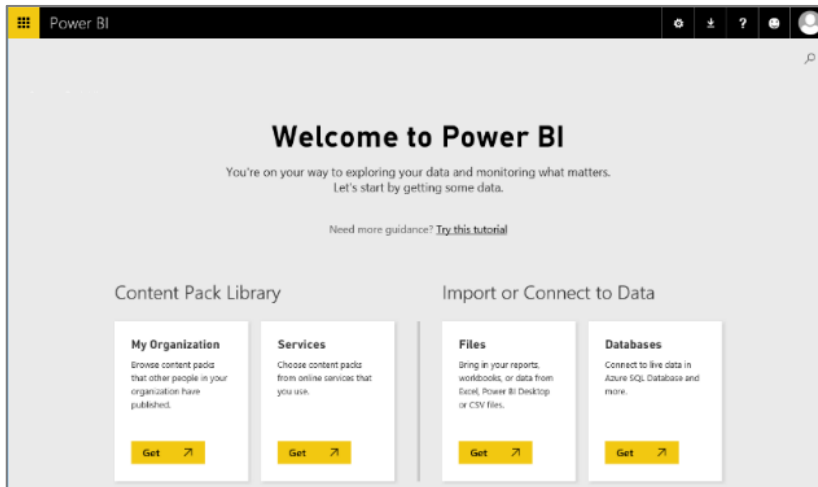 Power BI
?
Welcome to Power BI
You're on your way to exploring your data and monitoring what matters.
Let's start by getting some data.
Need more guidance? Try this tutorial
Content Pack Library
Import or Connect to Data
My Organization
Browse content packs
that other people in your
organization have
published.
Get
Services
Choose content packs
from online services that
you use.
Get
Files
Bring in your reports,
workbooks, or data from
Excel, Power BI Desktop
or CSV files.
Get
Databases
Connect to live data in
Azure SQL Database and
more.
Get